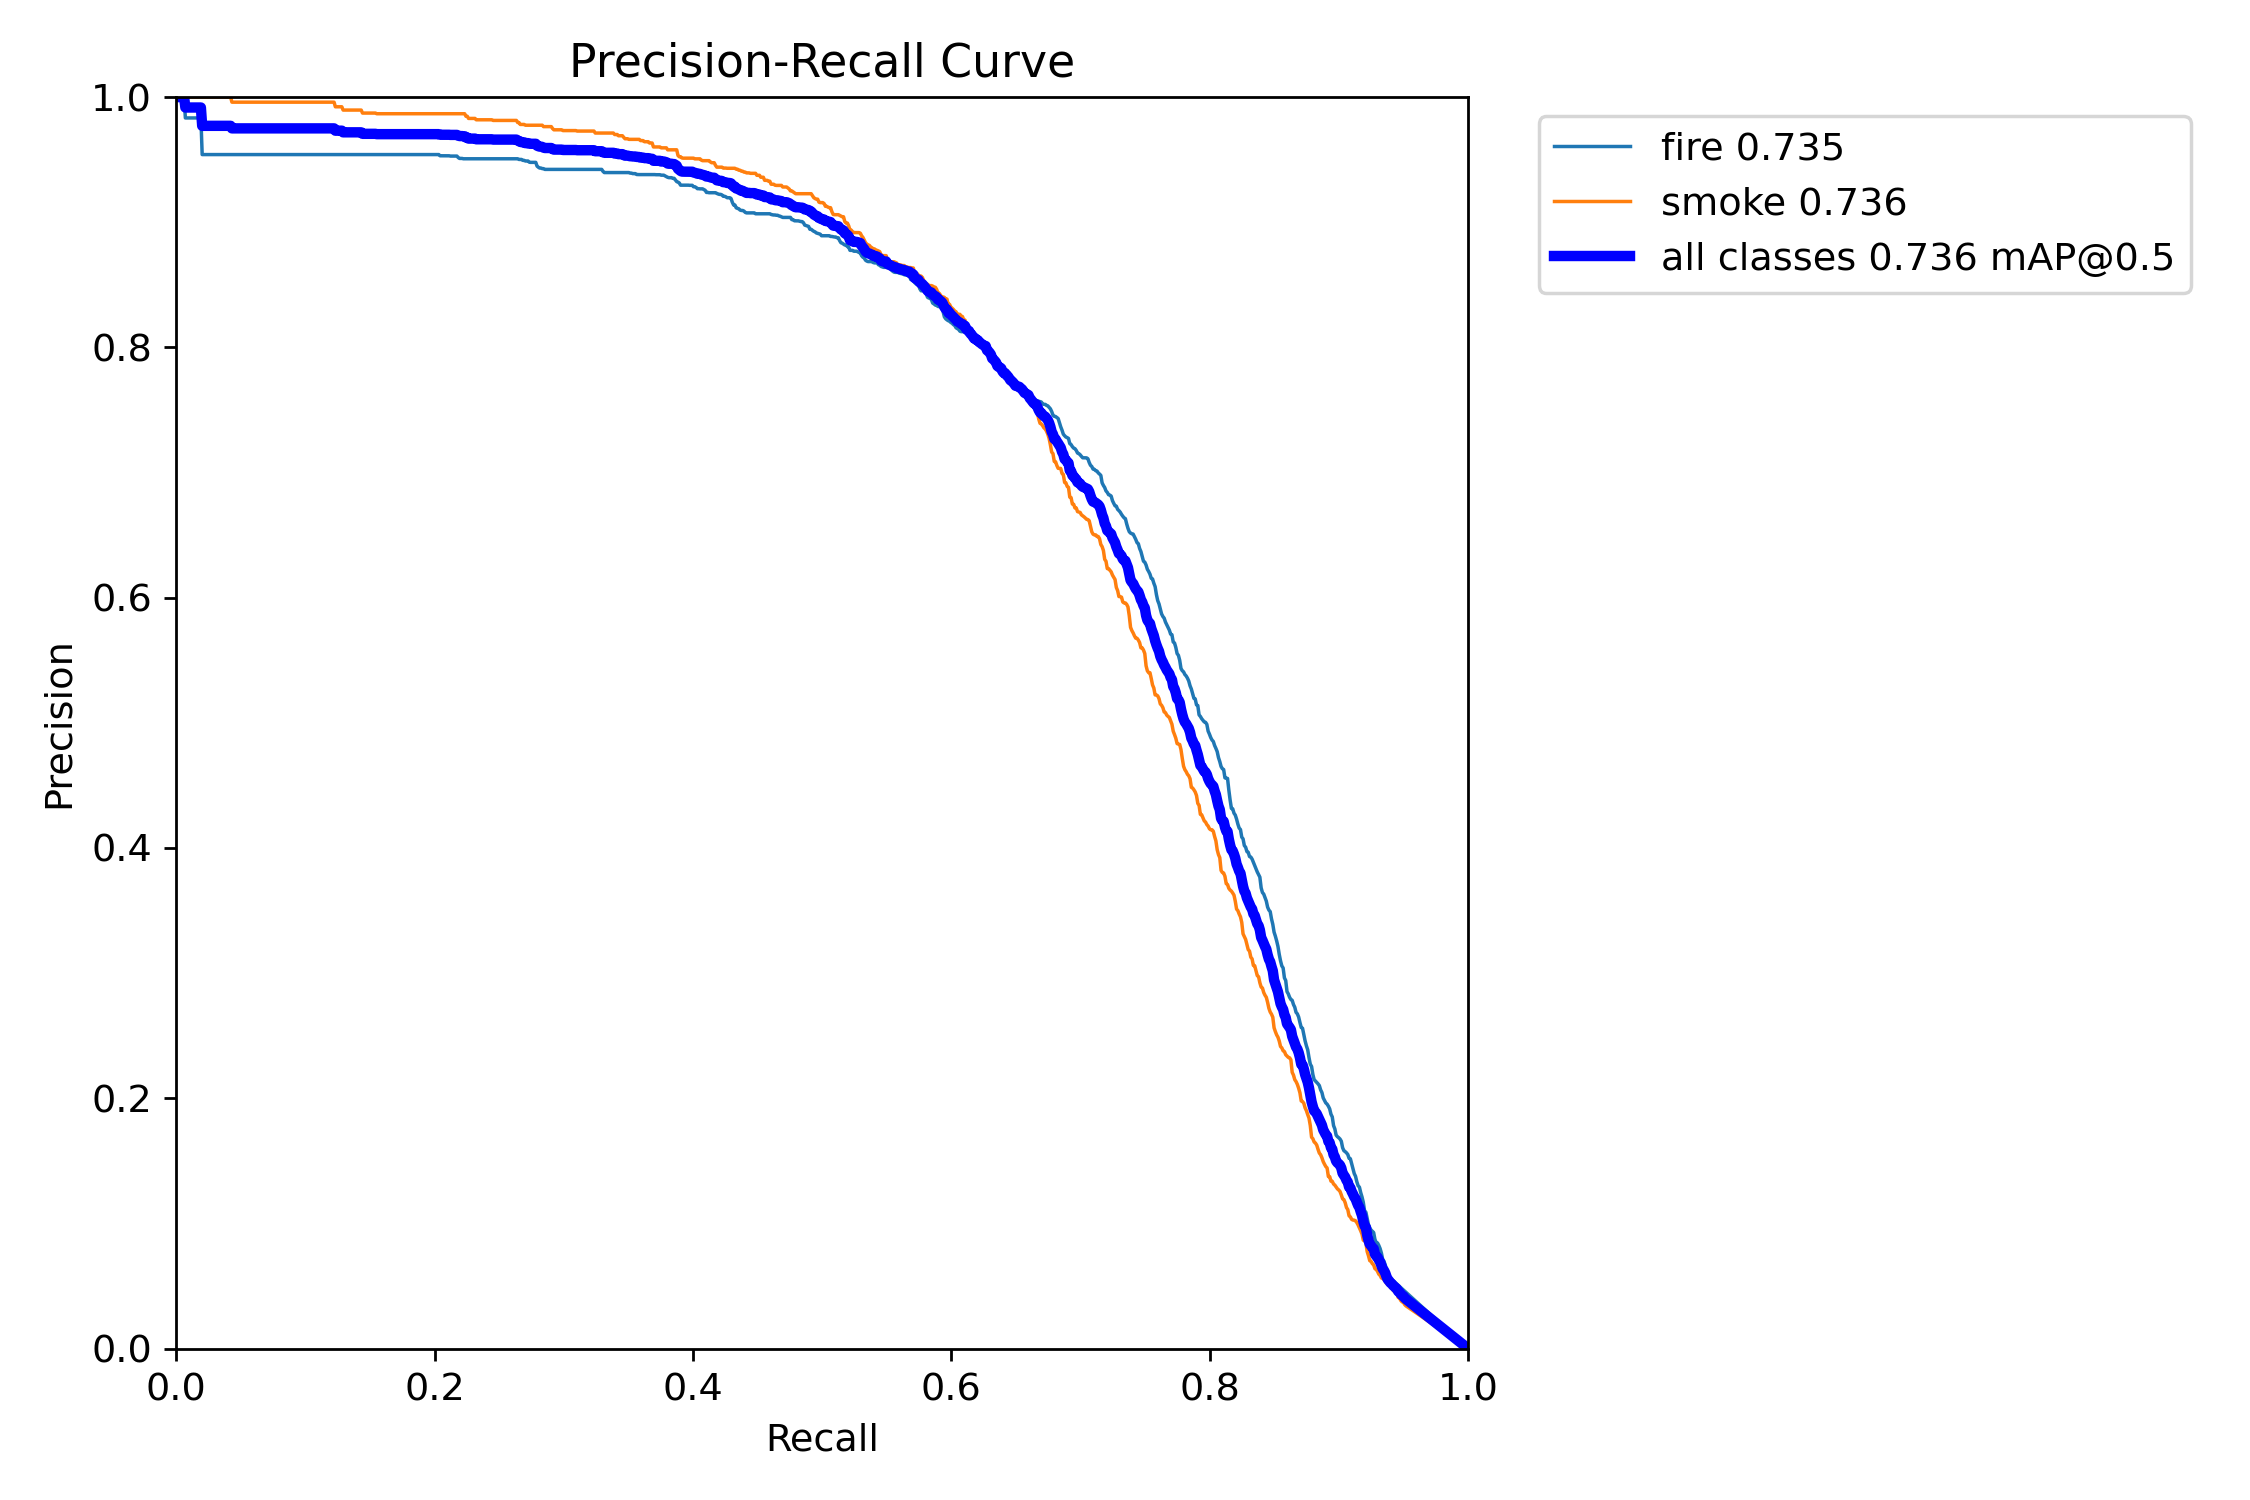 Precision-Recall Curve
1.0
0.8
0.6
0.4
0.2
0.0
Precision
0.0 0.2 0.4 0.6 0.8 1.0
Recall
fire 0.735
smoke 0.736
all classes 0.736 mAP@0.5